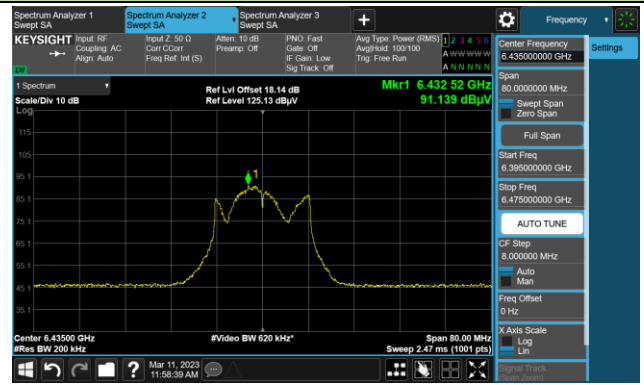 Spectrum Analyzer 1
Swept SA
Spectrum Analyzer 2
Swept SA
Spectrum Analyzer 3
Swept SA
Frequency
KEYSIGHT
Input: RF
Coupling: AC
Align: Auto
Input Z: 50 Ω
Corr CCorr
Freq Ref: Int (S)
Atten: 10 dB
Preamp: Off
PNO: Fast
Gate: Off
IF Gain: Low
Sig Track: Off
Avg Type: Power (RMS)
Avg|Hold: 100/100
Trig: Free Run
1 2 3 4 5 6
A W W W W W
A N N N N N
1 Spectrum
Scale/Div 10 dB
Ref Lvl Offset 18.14 dB
Ref Level 125.13 dBµV
Mkr1 6.432 52 GHz
91.139 dBµV
Log
115
105
95.1
85.1
75.1
65.1
55.1
45.1
35.1
1
Center 6.43500 GHz
#Res BW 200 kHz
#Video BW 620 kHz*
Span 80.00 MHz
Sweep 2.47 ms (1001 pts)
Mar 11, 2023
11:58:39 AM
Center Frequency
6.435000000 GHz
Settings
Span
80.0000000 MHz
Swept Span
Zero Span
Full Span
Start Freq
6.395000000 GHz
Stop Freq
6.475000000 GHz
AUTO TUNE
CF Step
8.000000 MHz
Auto
Man
Freq Offset
0 Hz
X Axis Scale
Log
Lin
Signal Track
(Span Zoom)